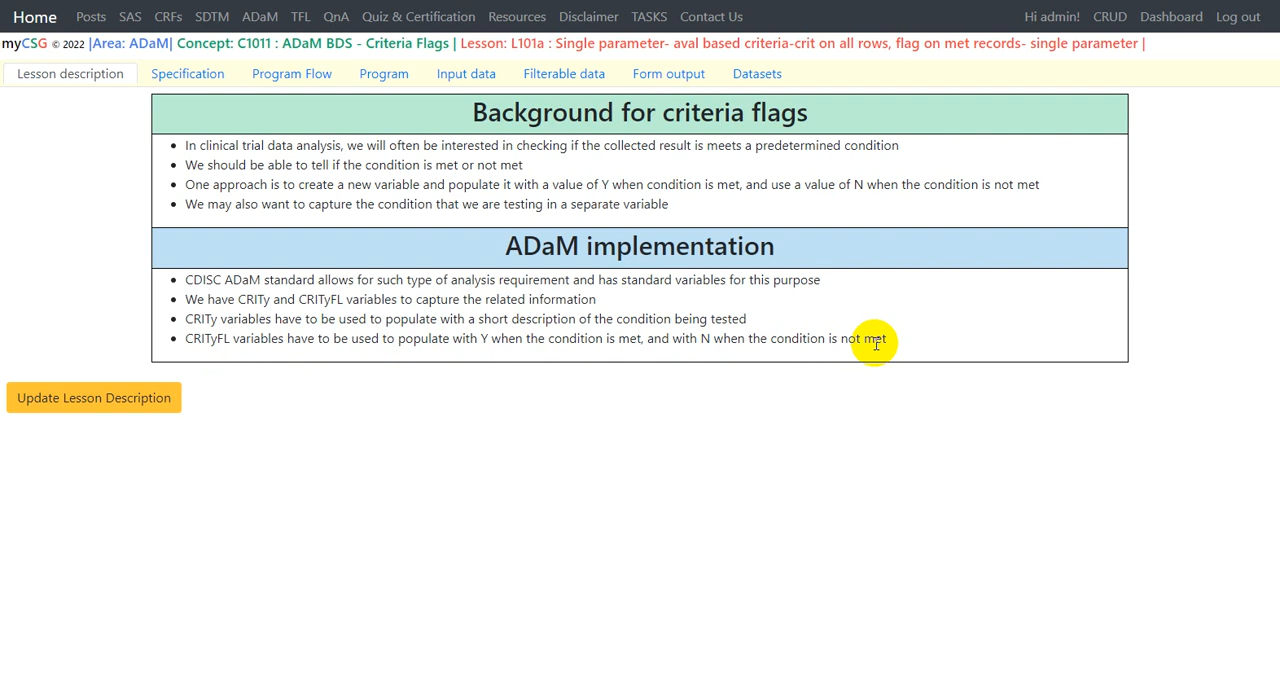 Home Posts SAS CRFs SDTM ADaM TFL QnA Quiz & Certification Resources Disclaimer TASKS Contact Us Hi admin! CRUD Dashboard Log out
myCSG © 2022 |Area: ADaM| Concept: C1011 : ADaM BDS - Criteria Flags | Lesson: L101a : Single parameter- aval based criteria-crit on all rows, flag on met records- single parameter |
Lesson description Specification Program Flow Program Input data Filterable data Form output Datasets
Background for criteria flags
• In clinical trial data analysis, we will often be interested in checking if the collected result is meets a predetermined condition
• We should be able to tell if the condition is met or not met
• One approach is to create a new variable and populate it with a value of Y when condition is met, and use a value of N when the condition is not met
• We may also want to capture the condition that we are testing in a separate variable
ADaM implementation
• CDISC ADaM standard allows for such type of analysis requirement and has standard variables for this purpose
• We have CRITy and CRITyFL variables to capture the related information
• CRITy variables have to be used to populate with a short description of the condition being tested
• CRITyFL variables have to be used to populate with Y when the condition is met, and with N when the condition is not met
Update Lesson Description